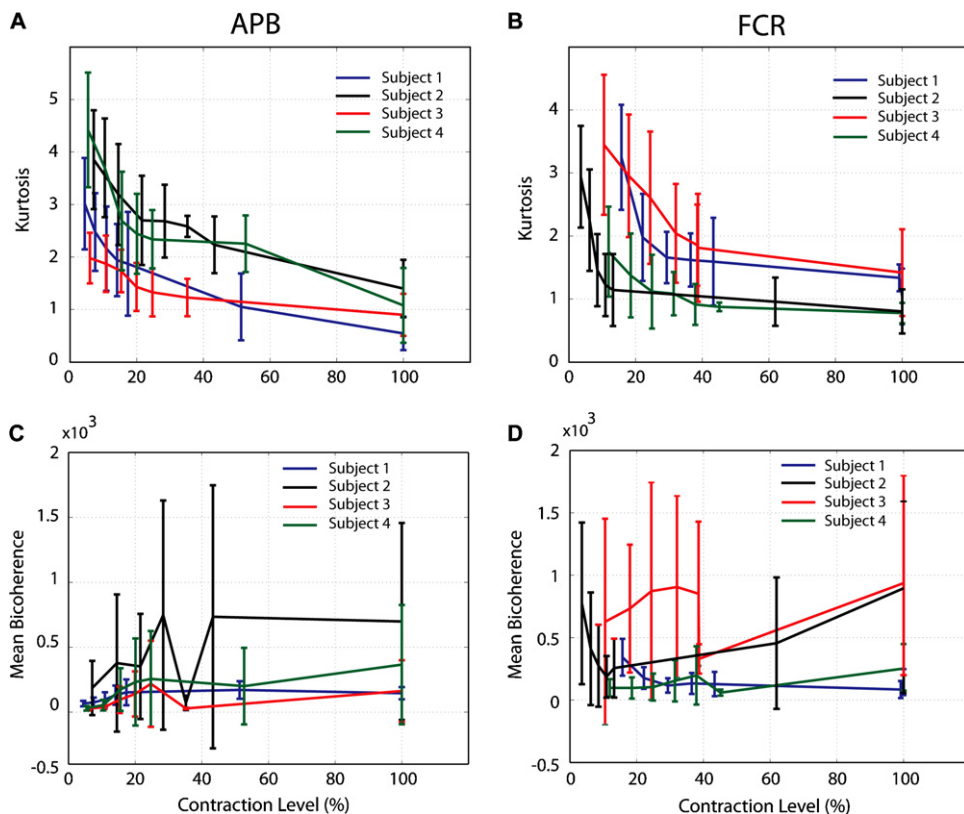 A
APB
Kurtosis
5
4
3
2
1
0
0 20 40 60 80 100
Subject 1
Subject 2
Subject 3
Subject 4
B
FCR
Kurtosis
4
3
2
1
0
0 20 40 60 80 100
Subject 1
Subject 2
Subject 3
Subject 4
C
x10³
Mean Bicoherence
2
1.5
1
0.5
0
-0.5
0 20 40 60 80 100
Contraction Level (%)
Subject 1
Subject 2
Subject 3
Subject 4
D
x10³
Mean Bicoherence
2
1.5
1
0.5
0
-0.5
0 20 40 60 80 100
Contraction Level (%)
Subject 1
Subject 2
Subject 3
Subject 4